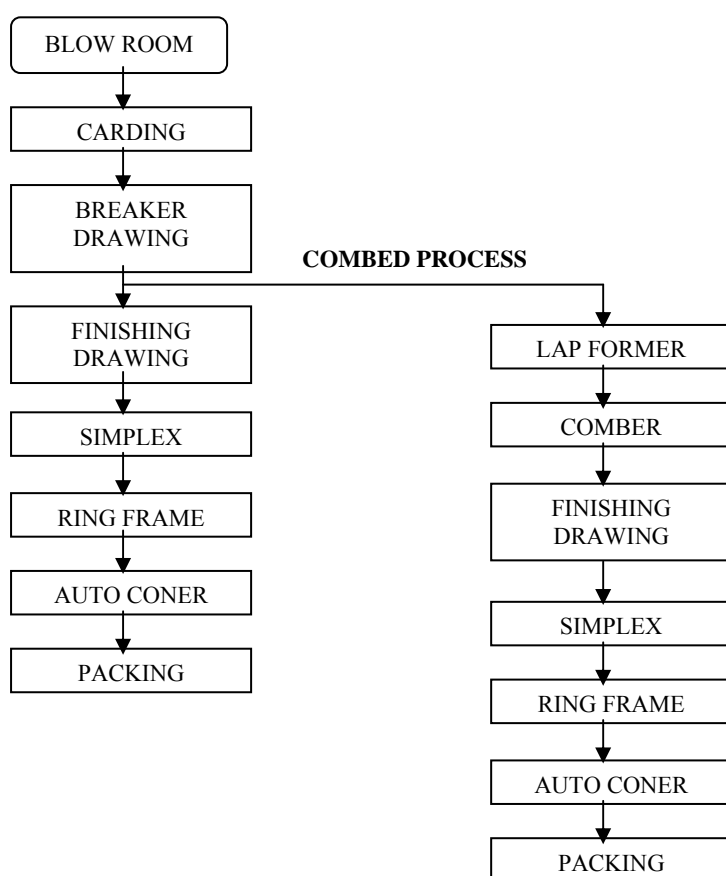 BLOW ROOM
CARDING
BREAKER
DRAWING
COMBED PROCESS
FINISHING
DRAWING
SIMPLEX
RING FRAME
AUTO CONER
PACKING
LAP FORMER
COMBER
FINISHING
DRAWING
SIMPLEX
RING FRAME
AUTO CONER
PACKING